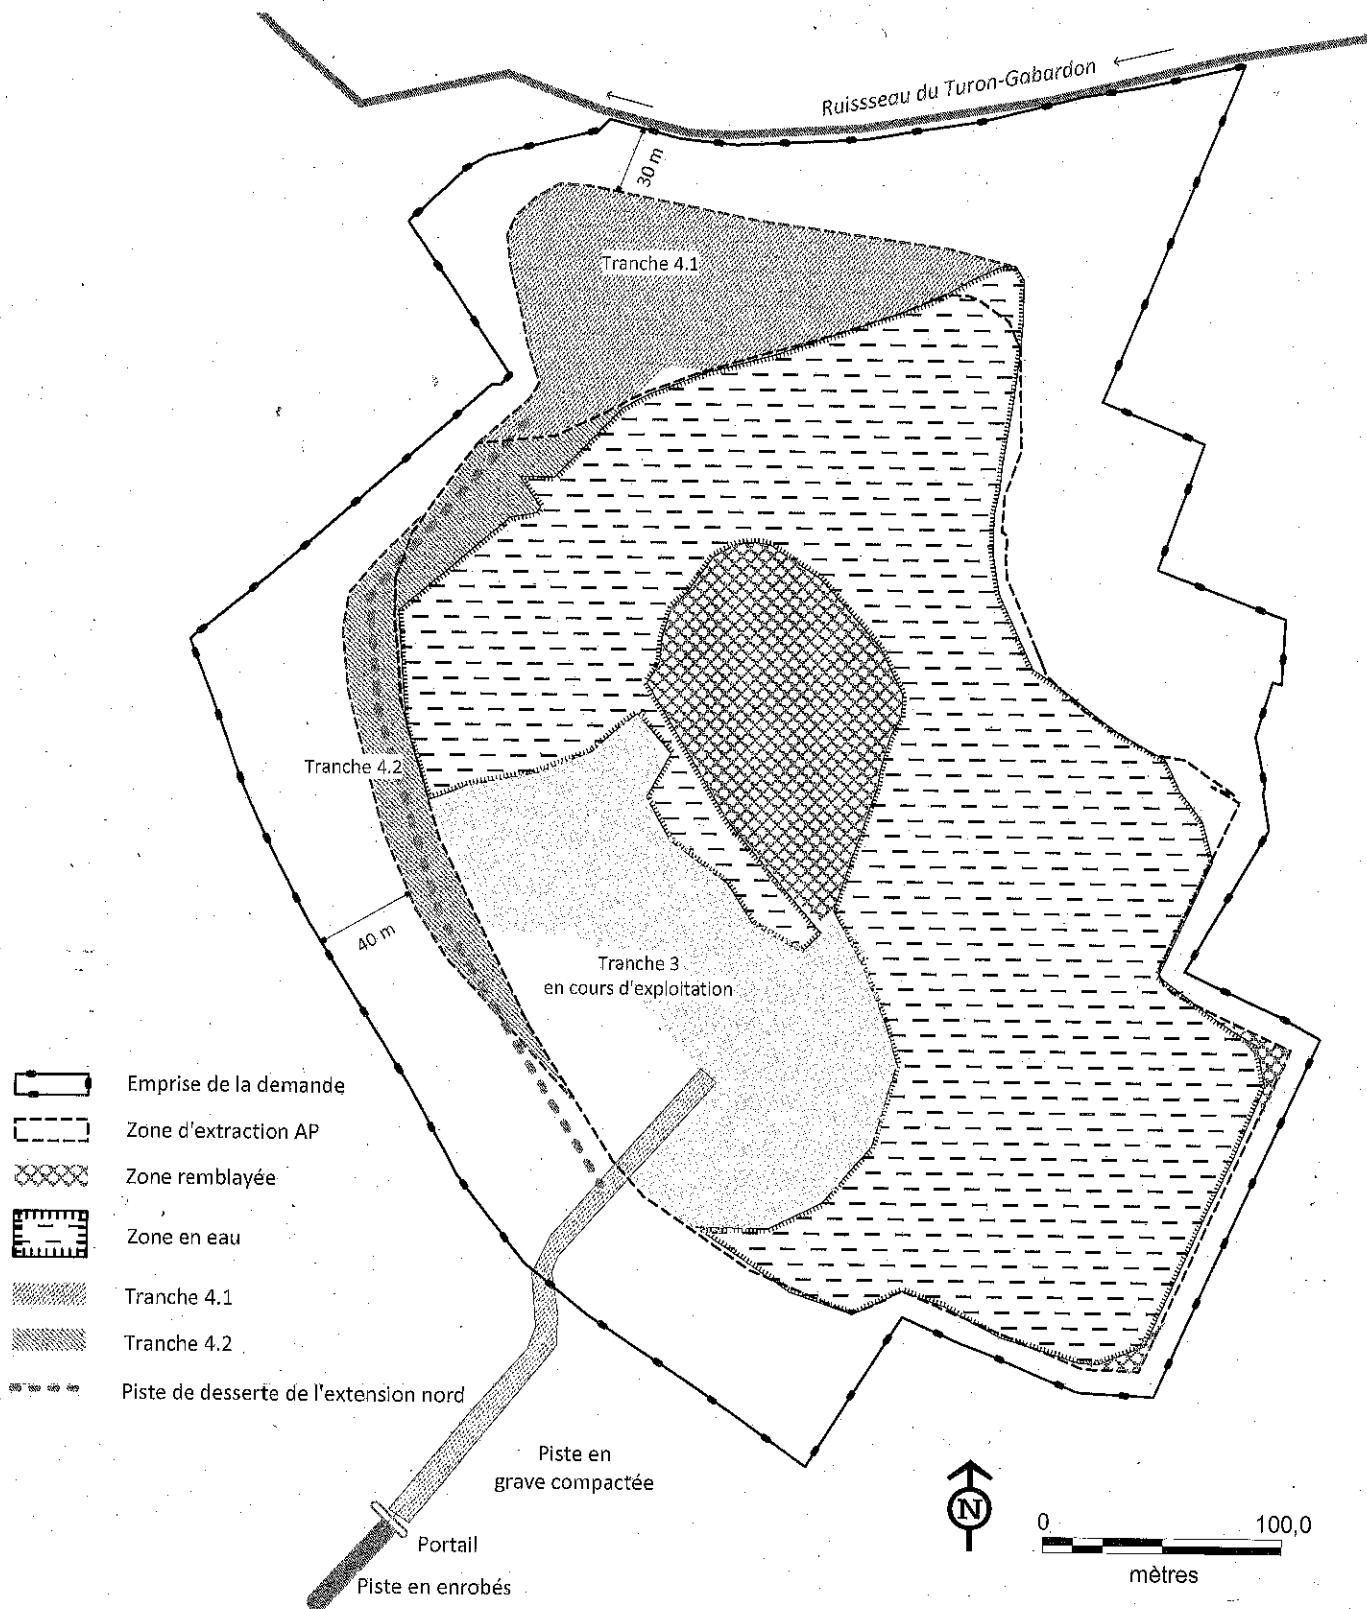 Ruissseau du Turon-Gabardon
30 m
Tranche 4.1
Tranche 4.2
40 m
Tranche 3
en cours d'exploitation
Emprise de la demande
Zone d'extraction AP
Zone remblayée
Zone en eau
Tranche 4.1
Tranche 4.2
Piste de desserte de l'extension nord
Piste en
grave compactée
Portail
Piste en enrobés
N
0 100,0
mètres